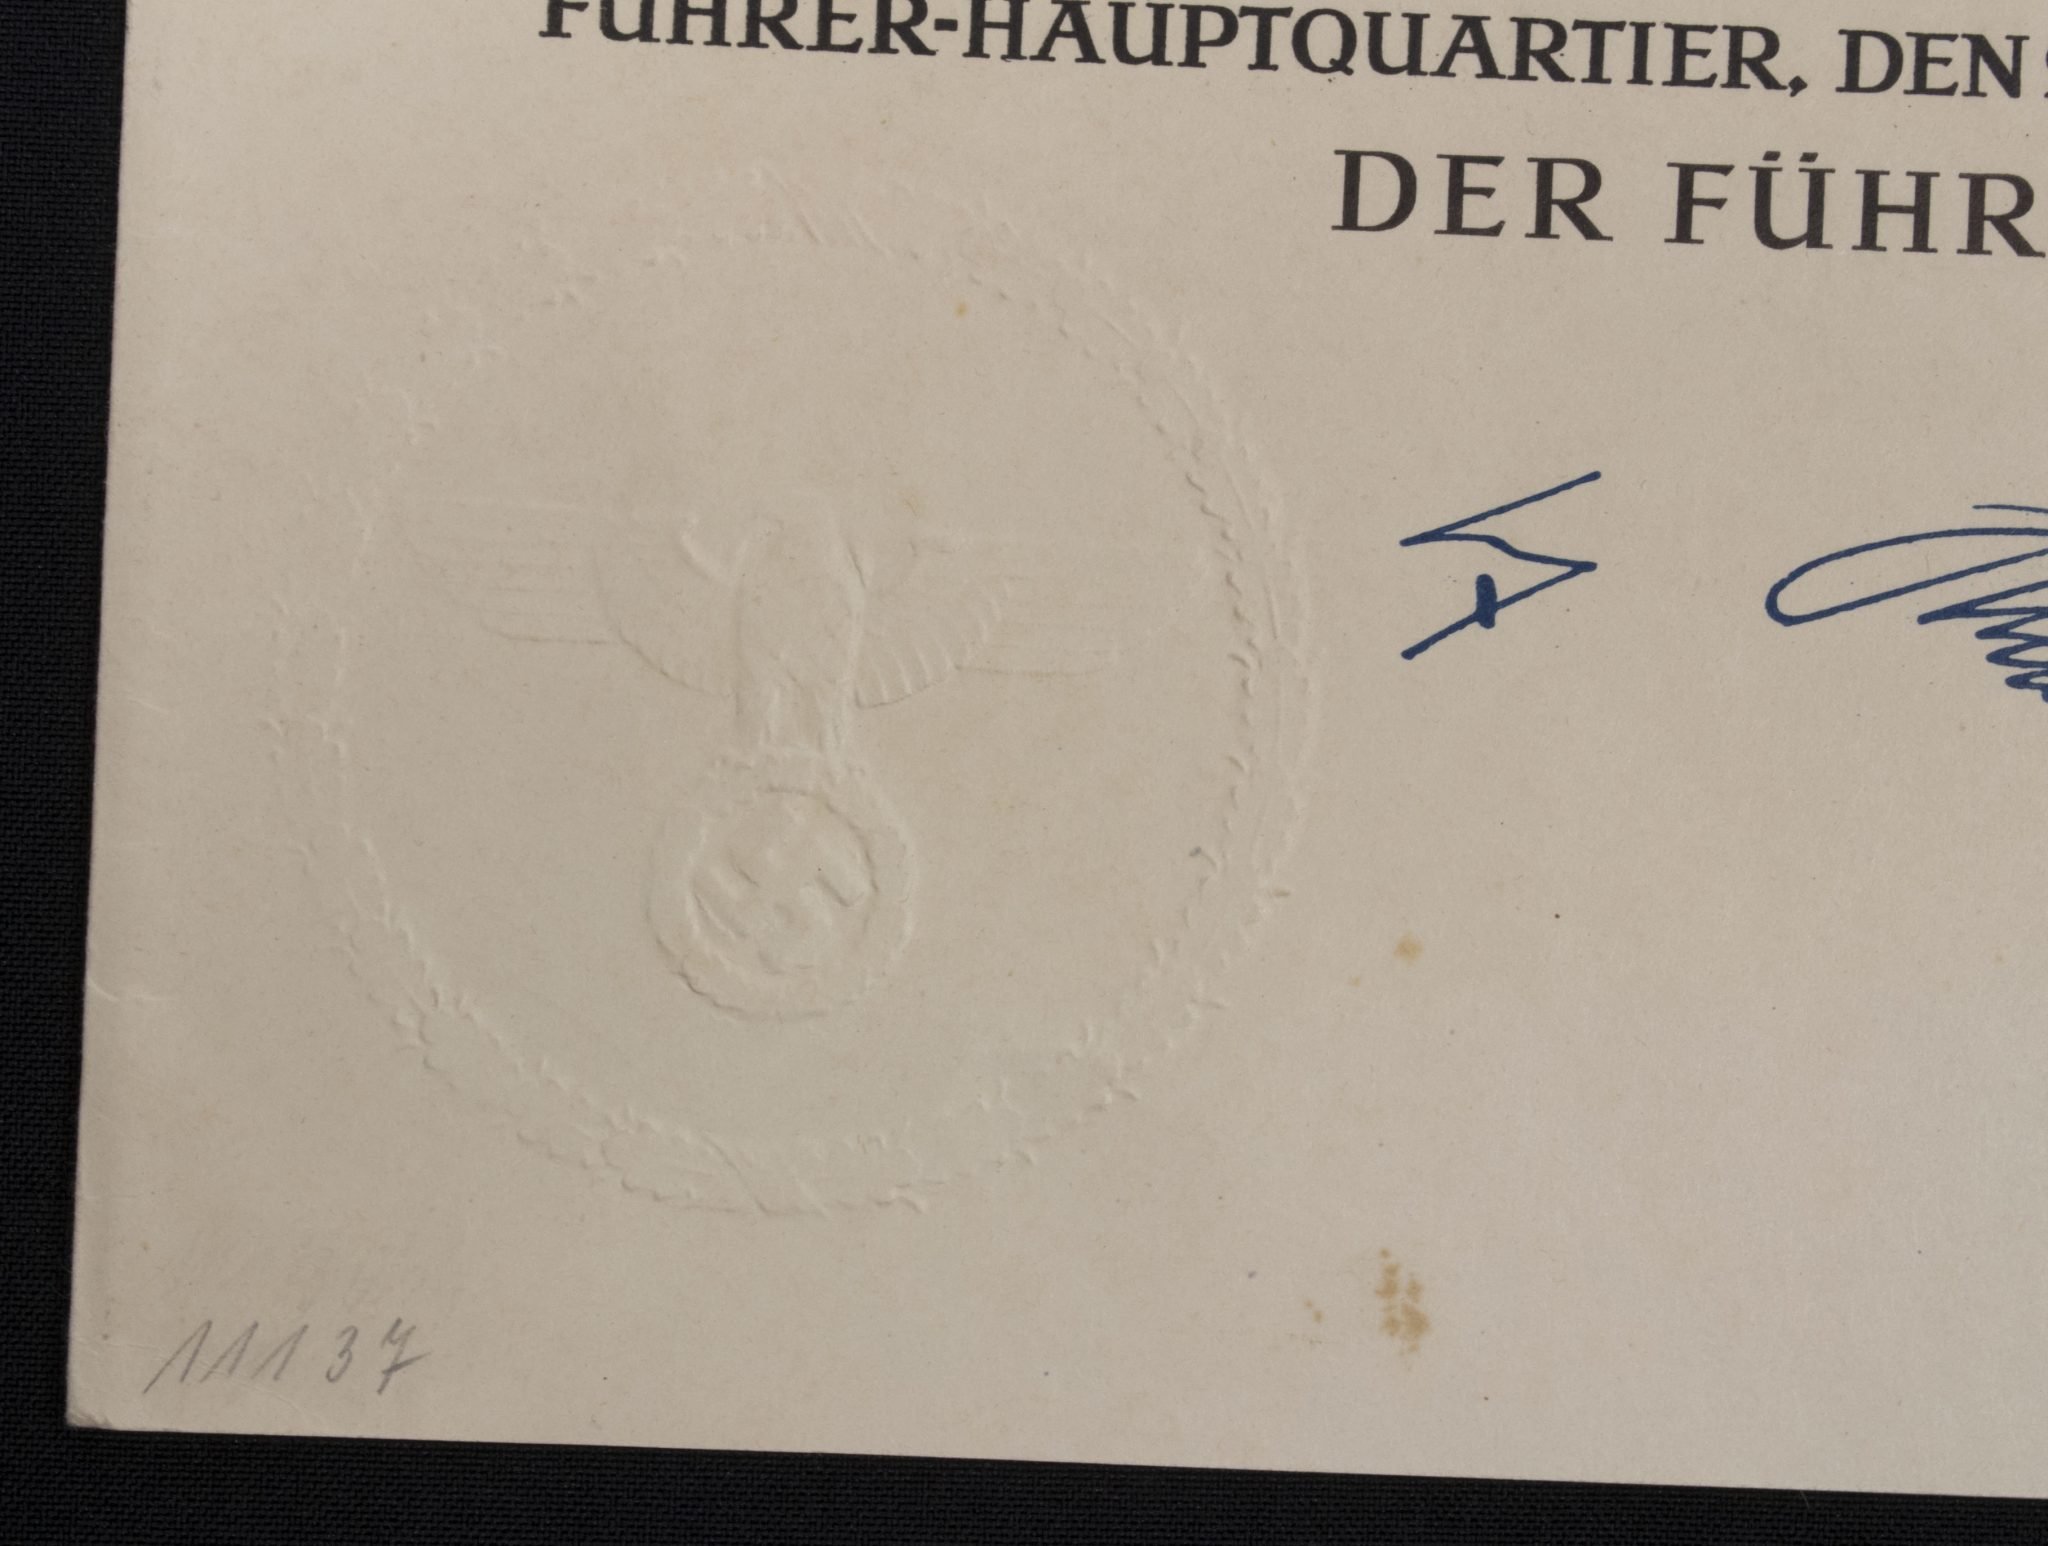 FÜHRER-HAUPTQUARTIER, DEN
DER FÜHR
11137